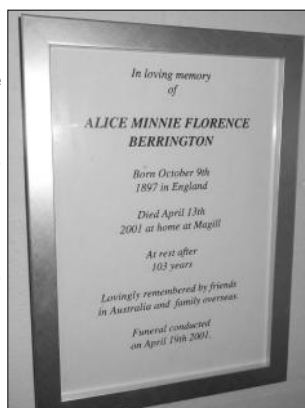 In loving memory
of
ALICE MINNIE FLORENCE
BERRINGTON
Born October 9th
1897 in England
Died April 13th
2001 at home at Magill
At rest after
103 years
Lovingly remembered by friends
in Australia and family overseas.
Funeral conducted
on April 19th 2001.